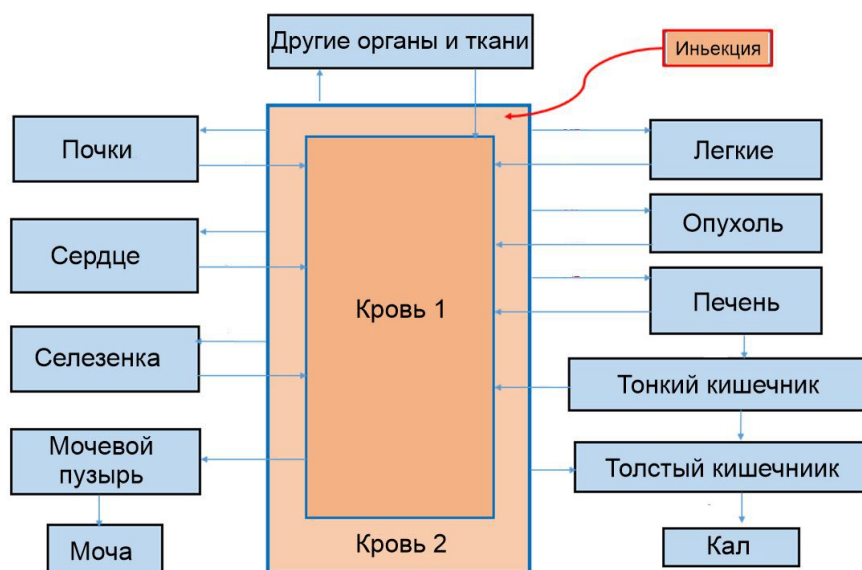 Другие органы и ткани
Иньекция
Почки
Легкие
Опухоль
Сердце
Кровь 1
Печень
Селезенка
Тонкий кишечник
Мочевой
пузырь
Толстый кишечниик
Кровь 2
Моча
Кал